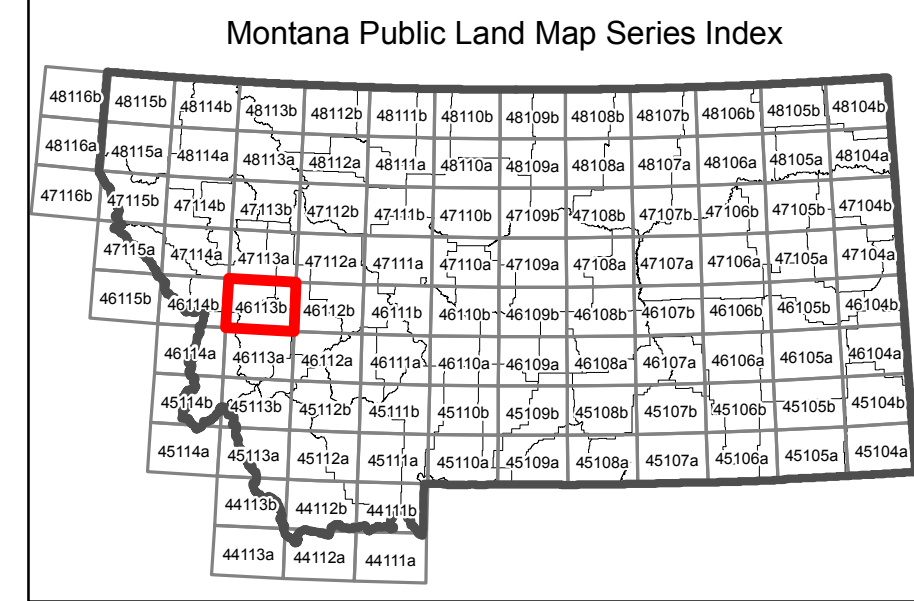 Montana Public Land Map Series Index
48116b 48115b 48114b 48113b 48112b 48111b 48110b 48109b 48108b 48107b 48106b 48105b 48104b
48116a 48115a 48114a 48113a 48112a 48111a 48110a 48109a 48108a 48107a 48106a 48105a 48104a
47116b 47115b 47114b 47113b 47112b 47111b 47110b 47109b 47108b 47107b 47106b 47105b 47104b
47115a 47114a 47113a 47112a 47111a 47110a 47109a 47108a 47107a 47106a 47105a 47104a
46115b 46114b 46113b 46112b 46111b 46110b 46109b 46108b 46107b 46106b 46105b 46104b
46114a 46113a 46112a 46111a 46110a 46109a 46108a 46107a 46106a 46105a 46104a
45114b 45113b 45112b 45111b 45110b 45109b 45108b 45107b 45106b 45105b 45104b
45114a 45113a 45112a 45111a 45110a 45109a 45108a 45107a 45106a 45105a 45104a
44113b 44112b 44111b
44113a 44112a 44111a